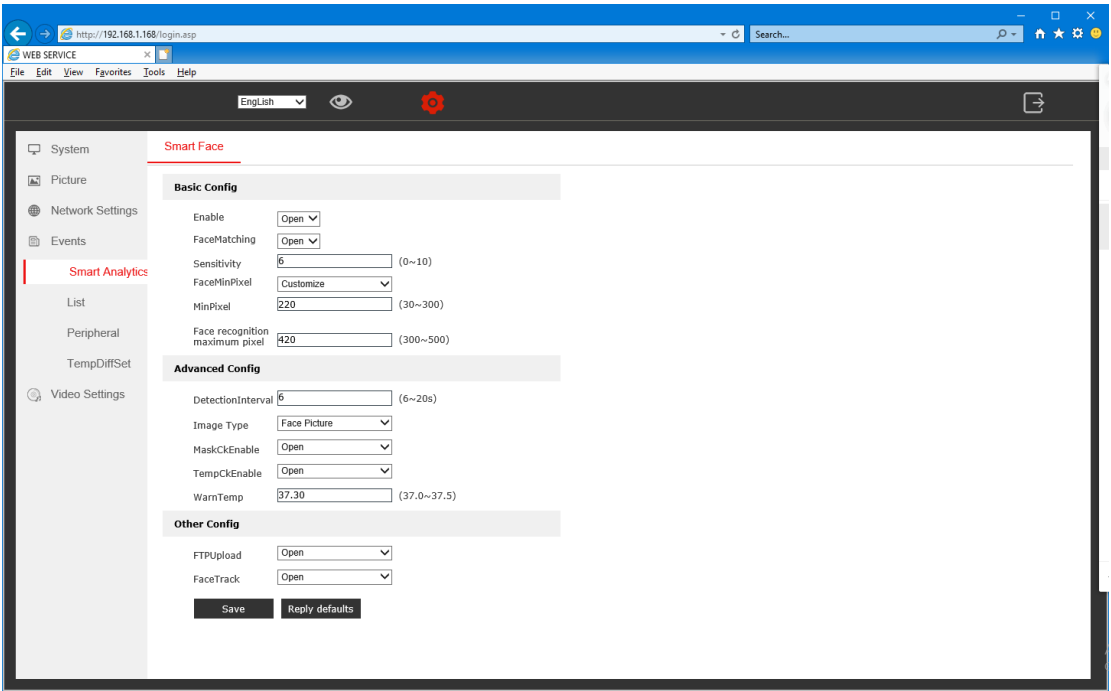 http://192.168.1.168/login.asp
Search...
WEB SERVICE
File Edit View Favorites Tools Help
EngLish
System
Picture
Network Settings
Events
Smart Analytics
List
Peripheral
TempDiffSet
Video Settings
Smart Face
Basic Config
Enable Open
FaceMatching Open
Sensitivity 6 (0~10)
FaceMinPixel Customize
MinPixel 220 (30~300)
Face recognition
maximum pixel 420 (300~500)
Advanced Config
DetectionInterval 6 (6~20s)
Image Type Face Picture
MaskCkEnable Open
TempCkEnable Open
WarnTemp 37.30 (37.0~37.5)
Other Config
FTPUpload Open
FaceTrack Open
Save Reply defaults